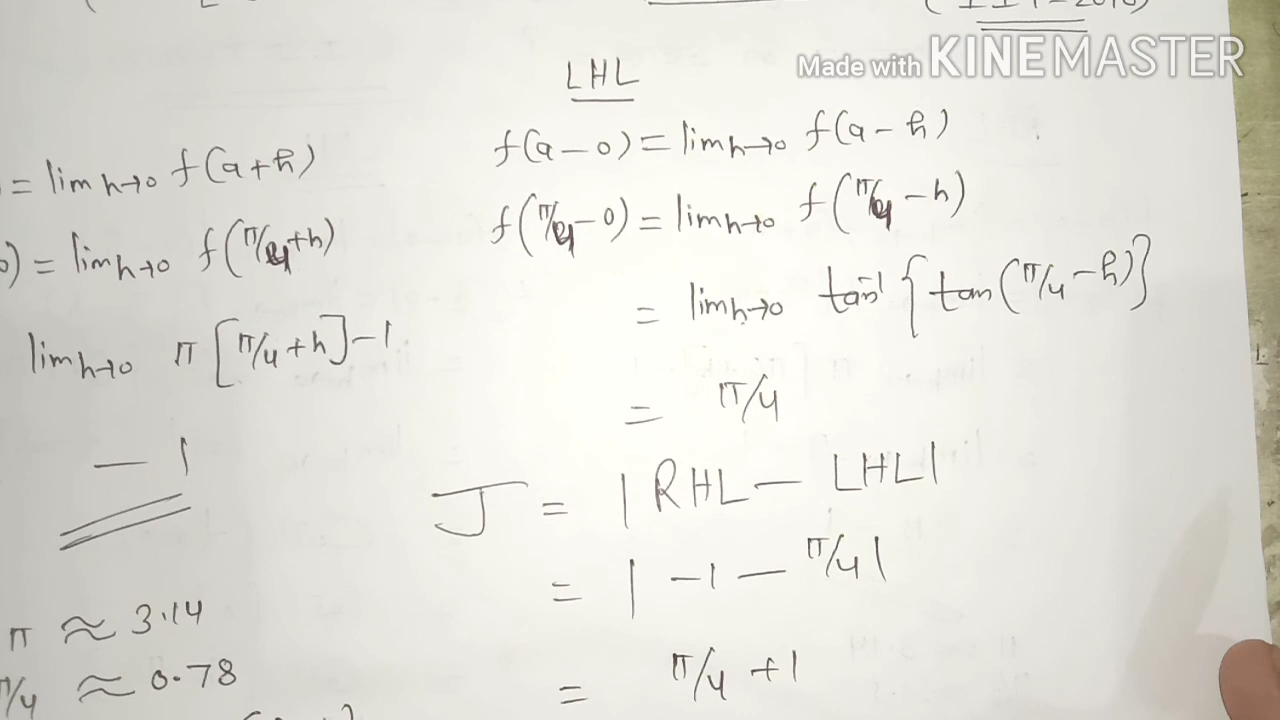 Made with KINEMASTER
LHL
= lim h→0 f(a+h)
0) = lim h→0 f(π/4+h)
lim h→0 π[π/4+h]-1
-1
π ≈ 3.14
π/4 ≈ 0.78
f(a-0) = lim h→0 f(a-h)
f(π/4-0) = lim h→0 f(π/4-h)
= lim h→0 tan⁻¹{tan(π/4-h)}
= π/4
J = |RHL - LHL|
= |-1-π/4|
= π/4+1